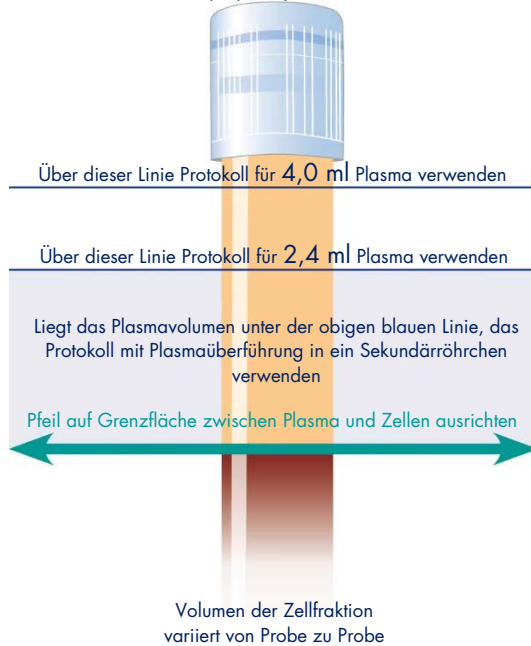 Über dieser Linie Protokoll für 4,0 ml Plasma verwenden
Über dieser Linie Protokoll für 2,4 ml Plasma verwenden
Liegt das Plasmavolumen unter der obigen blauen Linie, das
Protokoll mit Plasmaüberführung in ein Sekundärröhrchen
verwenden
Pfeil auf Grenzfläche zwischen Plasma und Zellen ausrichten
Volumen der Zellfraktion
variiert von Probe zu Probe